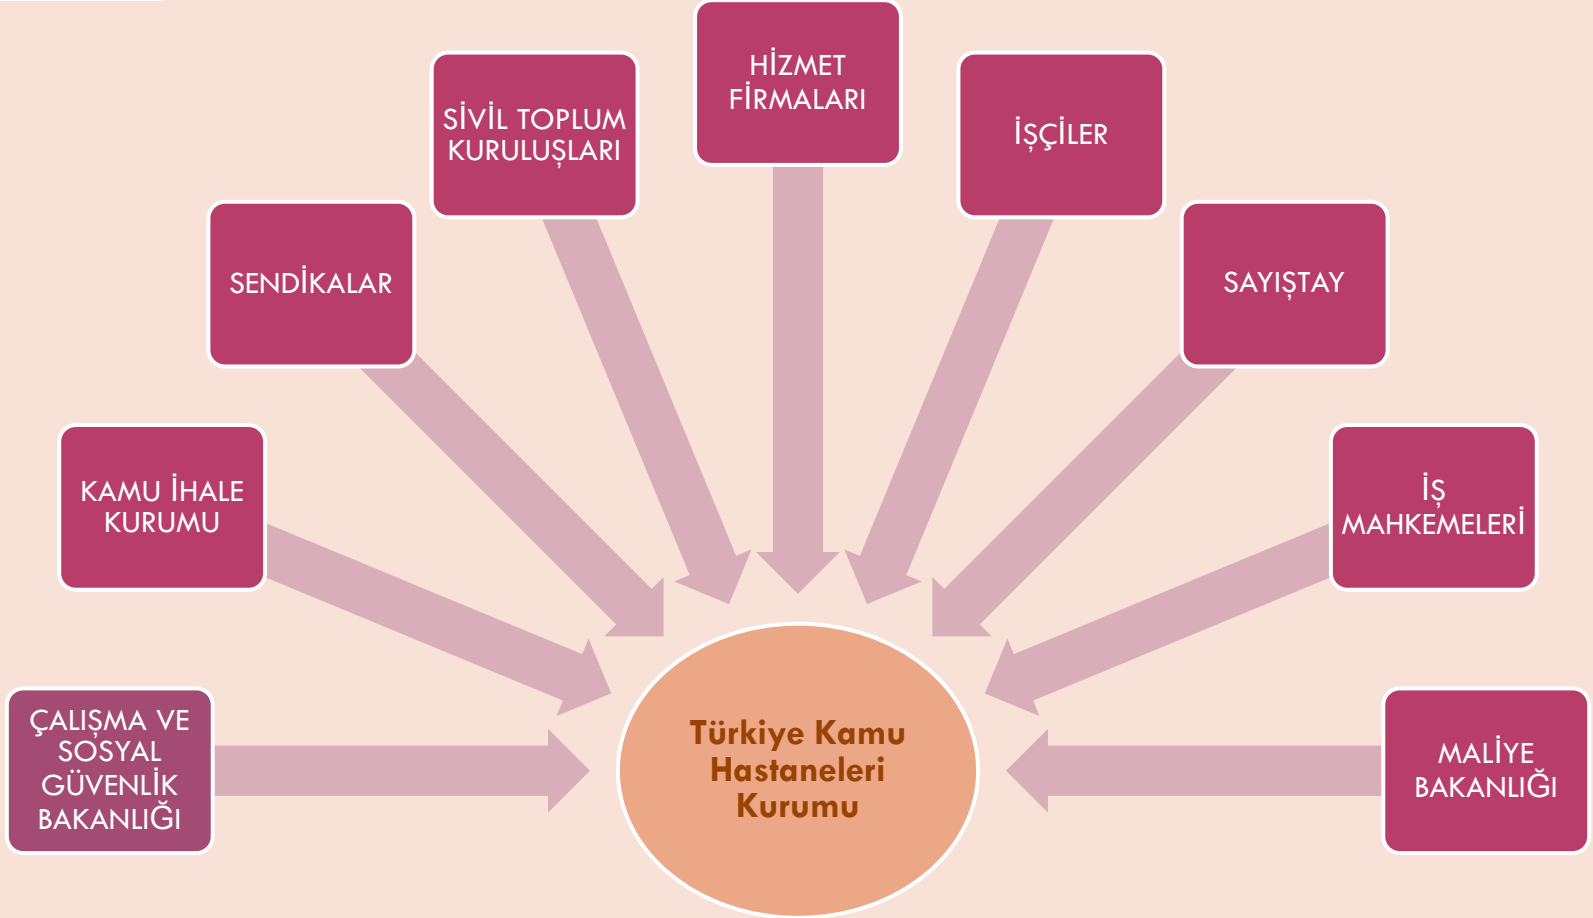 ÇALIŞMA VE
SOSYAL
GÜVENLİK
BAKANLIĞI
KAMU İHALE
KURUMU
SENDİKALAR
SİVİL TOPLUM
KURULUŞLARI
HİZMET
FİRMALARI
İŞÇİLER
SAYIŞTAY
İŞ
MAHKEMELERİ
MALİYE
BAKANLIĞI
Türkiye Kamu
Hastaneleri
Kurumu